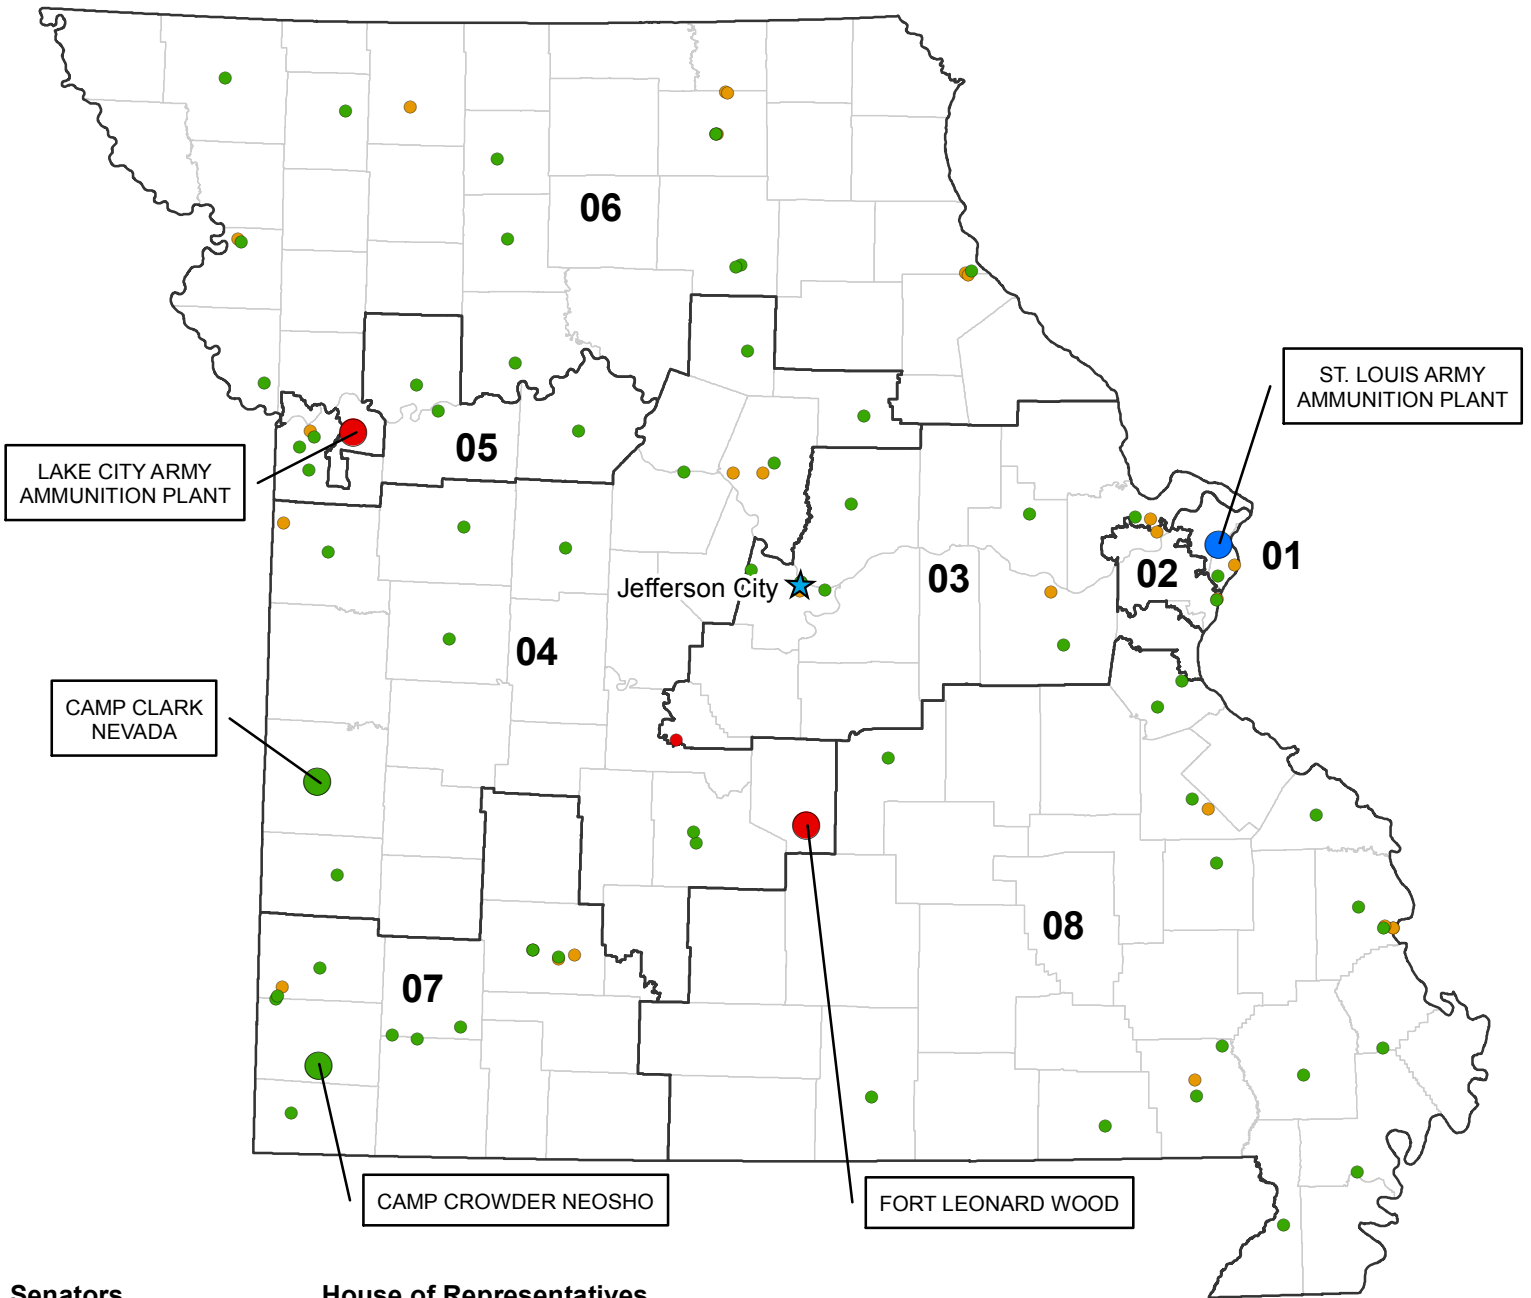 06
ST. LOUIS ARMY
AMMUNITION PLANT
05
LAKE CITY ARMY
AMMUNITION PLANT
01
02
03
Jefferson City
04
CAMP CLARK
NEVADA
08
07
CAMP CROWDER NEOSHO
FORT LEONARD WOOD
Senators
House of Representatives